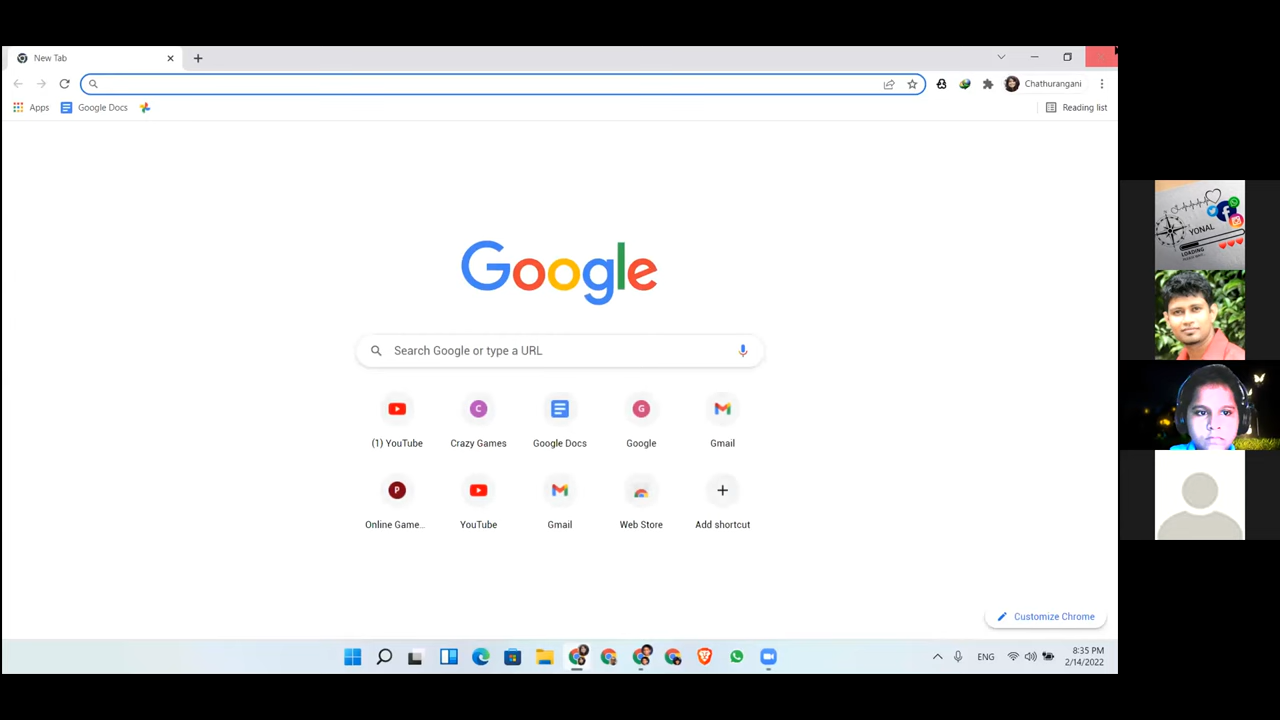 New Tab
Chathurangani
Apps
Google Docs
Reading list
Google
Search Google or type a URL
C
G
(1) YouTube
Crazy Games
Google Docs
Google
Gmail
P
Online Game...
YouTube
Gmail
Web Store
Add shortcut
Customize Chrome
ENG
8:35 PM
2/14/2022
YONAL
LOADING